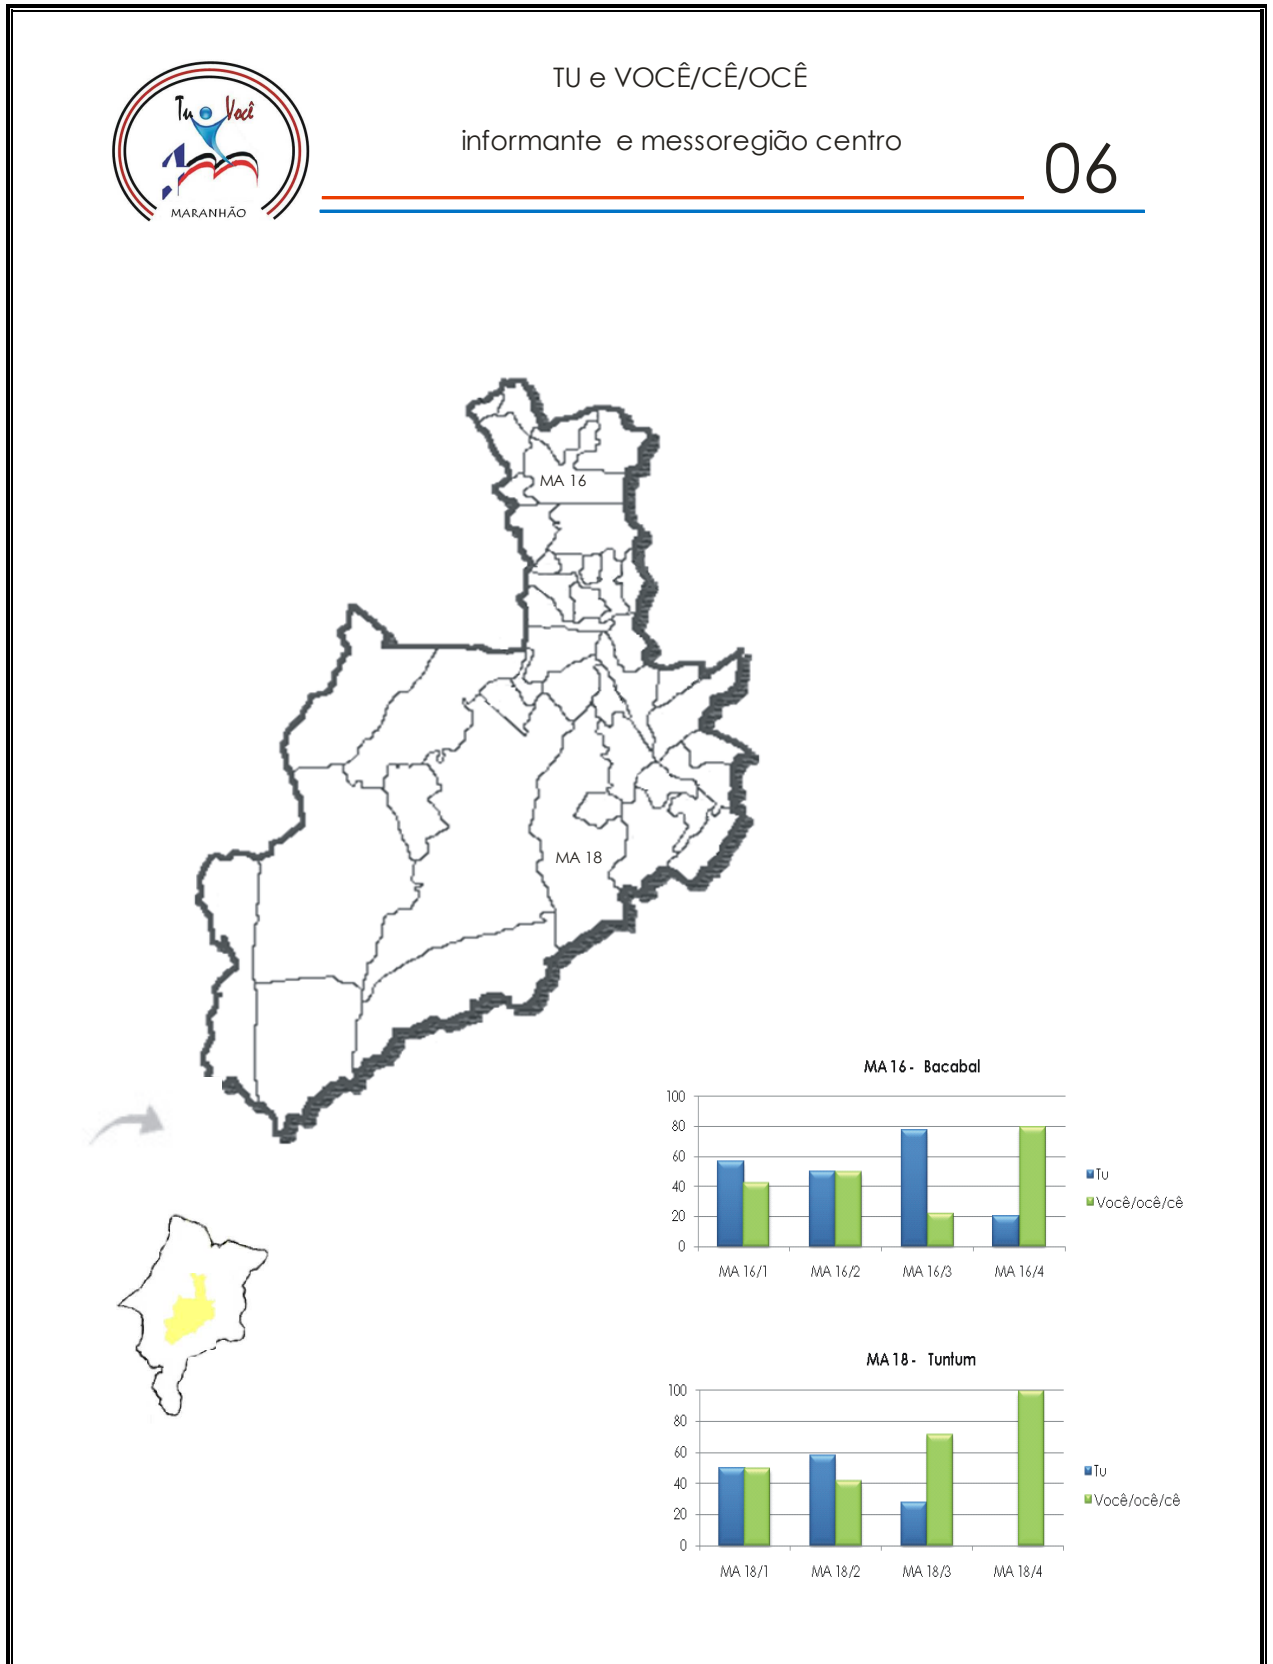 TU e VOCÊ/CÊ/OCÊ
Tu Você
informante e messoregião centro
06
MARANHÃO
MA 16
MA 18
MA 16 - Bacabal
100
80
60
40
20
0
Tu
Você/ocê/cê
MA 16/1 MA 16/2 MA 16/3 MA 16/4
MA 18 - Tuntum
100
80
60
40
20
0
Tu
Você/ocê/cê
MA 18/1 MA 18/2 MA 18/3 MA 18/4